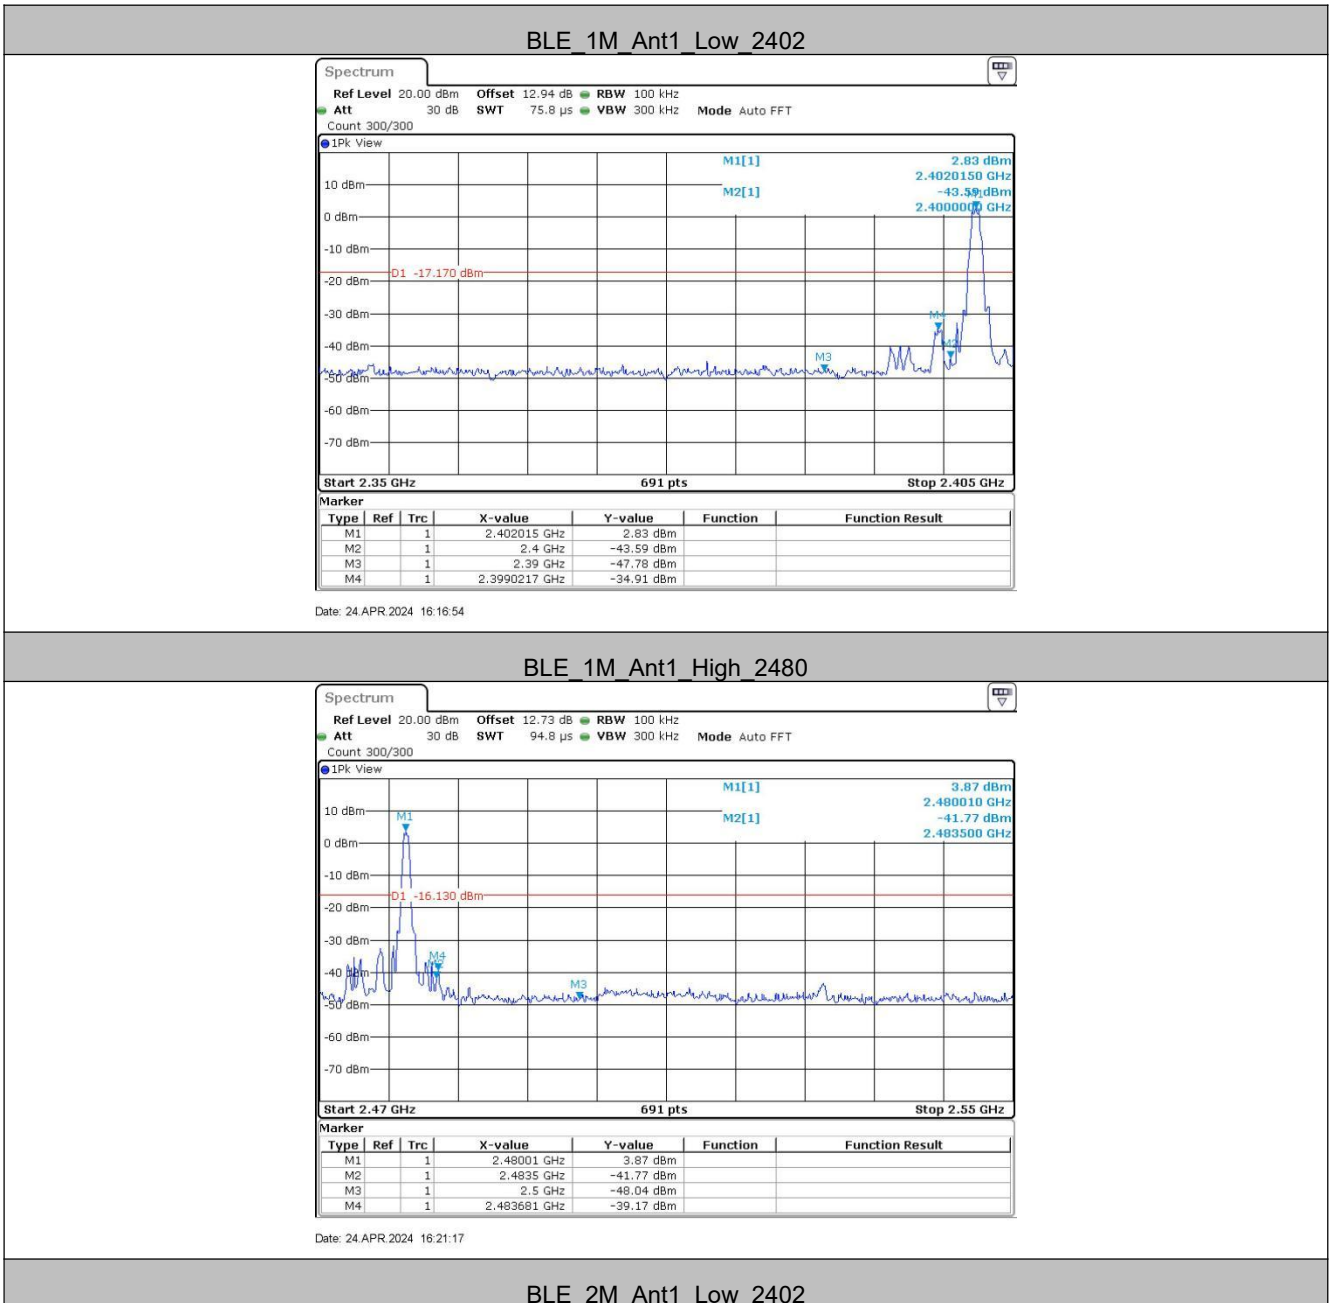 BLE_1M_Ant1_Low_2402
Spectrum
Ref Level 20.00 dBm Offset 12.94 dB RBW 100 kHz
Att 30 dB SWT 75.8 µs VBW 300 kHz Mode Auto FFT
Count 300/300
1Pk View
M1[1] 2.83 dBm
2.4020150 GHz
10 dBm
M2[1] -43.59 dBm
2.4000000 GHz
M1
0 dBm
-10 dBm
D1 -17.170 dBm
-20 dBm
-30 dBm
M4
-40 dBm
M2
M3
-50 dBm
-60 dBm
-70 dBm
Start 2.35 GHz 691 pts Stop 2.405 GHz
Marker
Type Ref Trc X-value Y-value Function Function Result
M1 1 2.402015 GHz 2.83 dBm
M2 1 2.4 GHz -43.59 dBm
M3 1 2.39 GHz -47.78 dBm
M4 1 2.3990217 GHz -34.91 dBm
Date: 24.APR.2024 16:16:54
BLE_1M_Ant1_High_2480
Spectrum
Ref Level 20.00 dBm Offset 12.73 dB RBW 100 kHz
Att 30 dB SWT 94.8 µs VBW 300 kHz Mode Auto FFT
Count 300/300
1Pk View
M1[1] 3.87 dBm
2.480010 GHz
10 dBm
M1
M2[1] -41.77 dBm
2.483500 GHz
0 dBm
-10 dBm
D1 -16.130 dBm
-20 dBm
-30 dBm
M4
-40 dBm
M3
-50 dBm
-60 dBm
-70 dBm
Start 2.47 GHz 691 pts Stop 2.55 GHz
Marker
Type Ref Trc X-value Y-value Function Function Result
M1 1 2.48001 GHz 3.87 dBm
M2 1 2.4835 GHz -41.77 dBm
M3 1 2.5 GHz -48.04 dBm
M4 1 2.483681 GHz -39.17 dBm
Date: 24.APR.2024 16:21:17
BLE_2M_Ant1_Low_2402